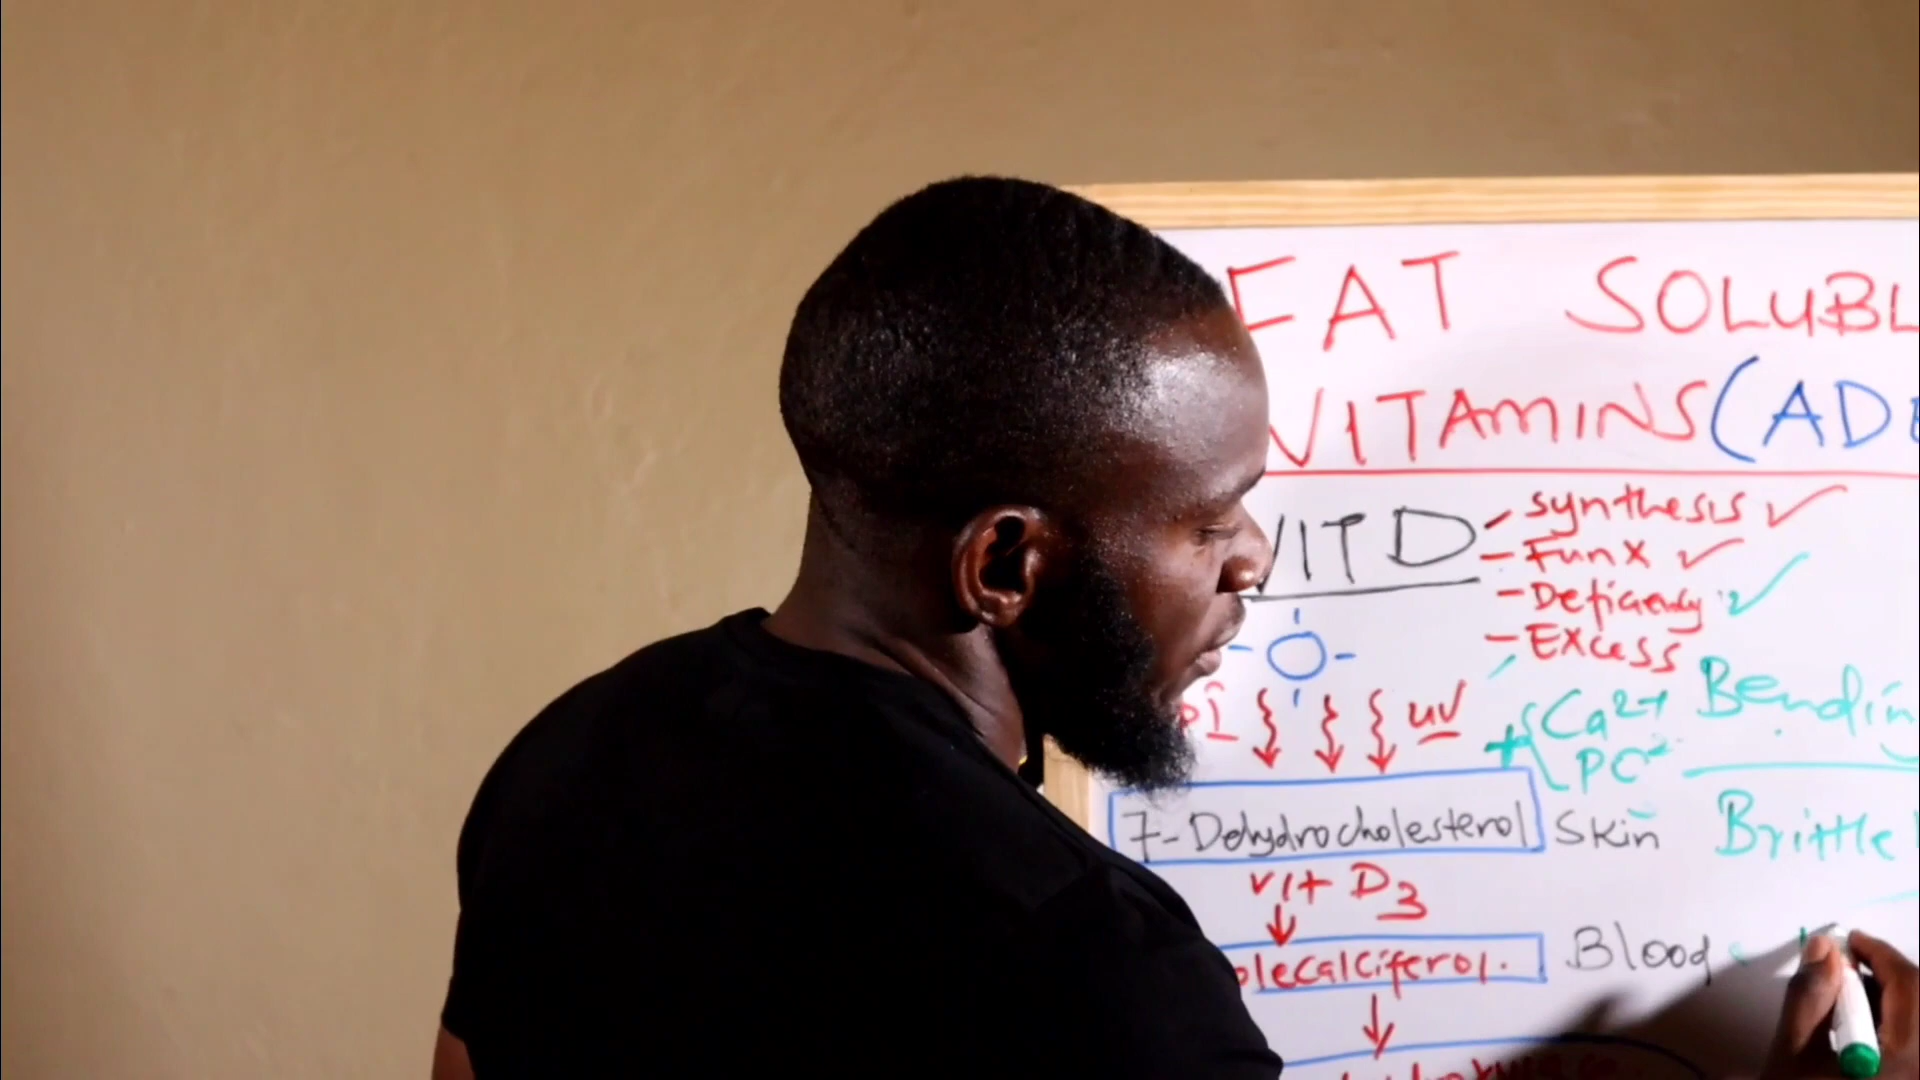 FAT SOLUBL
VITAMINS (ADE
VIT D
- synthesis ✓
- Funx ✓
- Deficiency ✓
- Excess
uv
+ Ca2+
Bending
7-Dehydrocholesterol
Skin
Brittle
vit D3
olecalciferol.
Blood